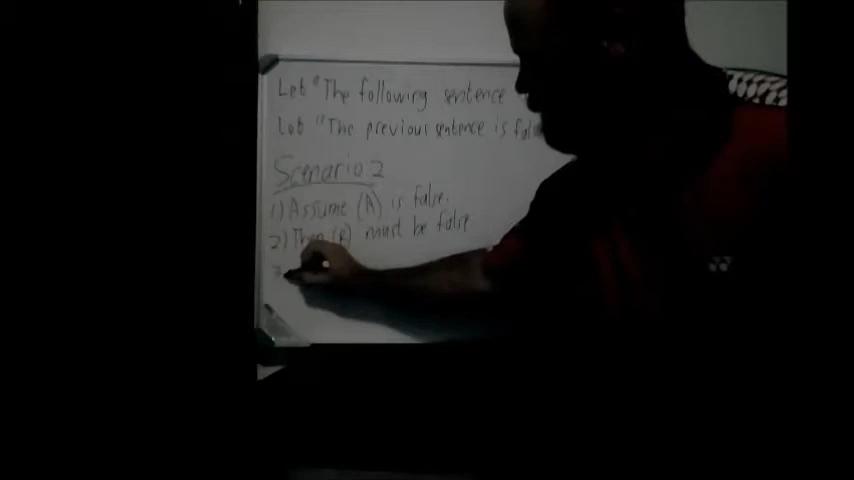 Let "The following sentence
Let "The previous sentence is
Scenario 2
1) Assume (A) is false.
2) Then (B) must be false